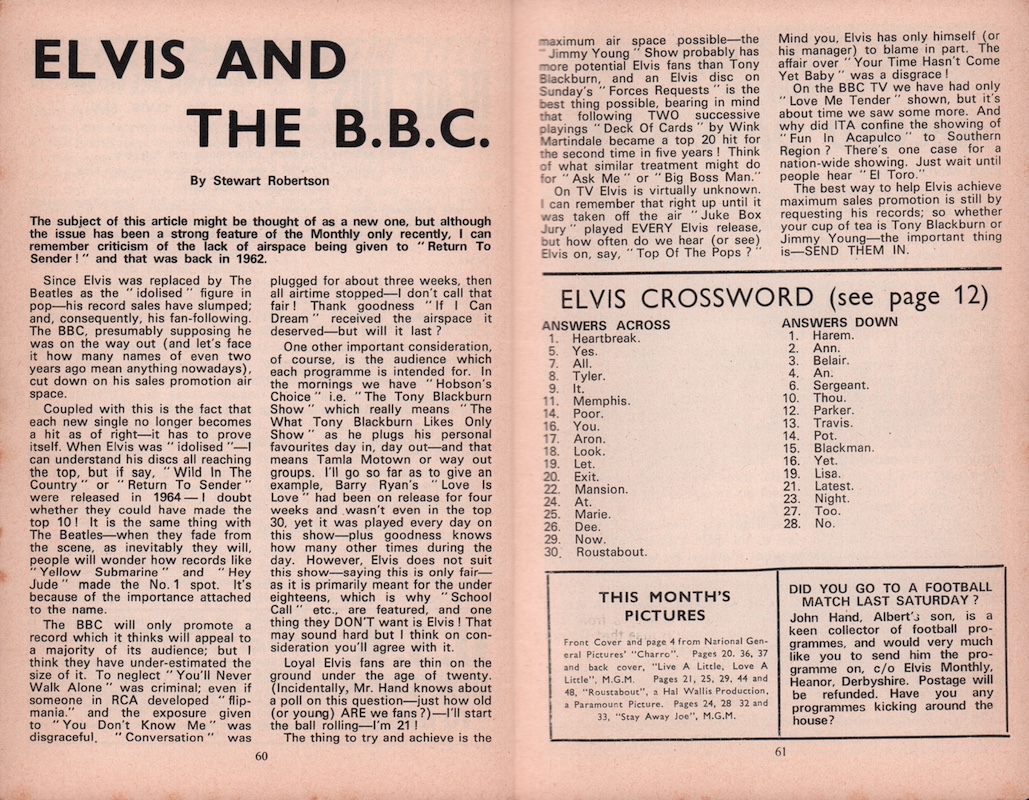 ELVIS AND
THE B.B.C.
By Stewart Robertson
The subject of this article might be thought of as a new one, but although
the issue has been a strong feature of the Monthly only recently, I can
remember criticism of the lack of airspace being given to "Return To
Sender!" and that was back in 1962.
Since Elvis was replaced by The
Beatles as the "idolised" figure in
pop—his record sales have slumped;
and, consequently, his fan-following.
The BBC, presumably supposing he
was on the way out (and let's face
it how many names of even two
years ago mean anything nowadays),
cut down on his sales promotion air
space.
Coupled with this is the fact that
each new single no longer becomes
a hit as of right—it has to prove
itself. When Elvis was "idolised"—I
can understand his discs all reaching
the top, but if say, "Wild In The
Country" or "Return To Sender"
were released in 1964—I doubt
whether they could have made the
top 10! It is the same thing with
The Beatles—when they fade from
the scene, as inevitably they will,
people will wonder how records like
"Yellow Submarine" and "Hey
Jude" made the No. 1 spot. It's
because of the importance attached
to the name.
The BBC will only promote a
record which it thinks will appeal to
a majority of its audience; but I
think they have under-estimated the
size of it. To neglect "You'll Never
Walk Alone" was criminal; even if
someone in RCA developed "flip-
mania." and the exposure given
to "You Don't Know Me" was
disgraceful. "Conversation" was
plugged for about three weeks, then
all airtime stopped—I don't call that
fair! Thank goodness "If I Can
Dream" received the airspace it
deserved—but will it last?
One other important consideration,
of course, is the audience which
each programme is intended for. In
the mornings we have "Hobson's
Choice" i.e. "The Tony Blackburn
Show" which really means "The
What Tony Blackburn Likes Only
Show" as he plugs his personal
favourites day in, day out—and that
means Tamla Motown or way out
groups. I'll go so far as to give an
example, Barry Ryan's "Love Is
Love" had been on release for four
weeks and wasn't even in the top
30, yet it was played every day on
this show—plus goodness knows
how many other times during the
day. However, Elvis does not suit
this show—saying this is only fair—
as it is primarily meant for the under
eighteens, which is why "School
Call" etc., are featured, and one
thing they DON'T want is Elvis! That
may sound hard but I think on con-
sideration you'll agree with it.
Loyal Elvis fans are thin on the
ground under the age of twenty.
(Incidentally, Mr. Hand knows about
a poll on this question—just how old
(or young) ARE we fans?)—I'll start
the ball rolling—I'm 21!
The thing to try and achieve is the
60
maximum air space possible—the
"Jimmy Young" Show probably has
more potential Elvis fans than Tony
Blackburn, and an Elvis disc on
Sunday's "Forces Requests" is the
best thing possible, bearing in mind
that following TWO successive
playings "Deck Of Cards" by Wink
Martindale became a top 20 hit for
the second time in five years! Think
of what similar treatment might do
for "Ask Me" or "Big Boss Man."
On TV Elvis is virtually unknown.
I can remember that right up until it
was taken off the air "Juke Box
Jury" played EVERY Elvis release,
but how often do we hear (or see)
Elvis on, say, "Top Of The Pops?"
Mind you, Elvis has only himself (or
his manager) to blame in part. The
affair over "Your Time Hasn't Come
Yet Baby" was a disgrace!
On the BBC TV we have had only
"Love Me Tender" shown, but it's
about time we saw some more. And
why did ITA confine the showing of
"Fun In Acapulco" to Southern
Region? There's one case for a
nation-wide showing. Just wait until
people hear "El Toro."
The best way to help Elvis achieve
maximum sales promotion is still by
requesting his records; so whether
your cup of tea is Tony Blackburn or
Jimmy Young—the important thing
is—SEND THEM IN.
ELVIS CROSSWORD (see page 12)
ANSWERS ACROSS
1. Heartbreak.
5. Yes.
7. All.
8. Tyler.
9. It.
11. Memphis.
14. Poor.
16. You.
17. Aron.
18. Look.
19. Let.
20. Exit.
22. Mansion.
24. At.
25. Marie.
26. Dee.
29. Now.
30. Roustabout.
ANSWERS DOWN
1. Harem.
2. Ann.
3. Belair.
4. An.
6. Sergeant.
10. Thou.
12. Parker.
13. Travis.
14. Pot.
15. Blackman.
16. Yet.
19. Lisa.
21. Latest.
23. Night.
27. Too.
28. No.
THIS MONTH'S
PICTURES
Front Cover and page 4 from National Gen-
eral Pictures' "Charro". Pages 20, 36, 37
and back cover, "Live A Little, Love A
Little", M.G.M. Pages 21, 25, 29, 44 and
48, "Roustabout", a Hal Wallis Production,
a Paramount Picture. Pages 24, 28 32 and
33, "Stay Away Joe", M.G.M.
DID YOU GO TO A FOOTBALL
MATCH LAST SATURDAY?
John Hand, Albert's son, is a
keen collector of football pro-
grammes, and would very much
like you to send him the pro-
gramme on, c/o Elvis Monthly,
Heanor, Derbyshire. Postage will
be refunded. Have you any
programmes kicking around the
house?
61